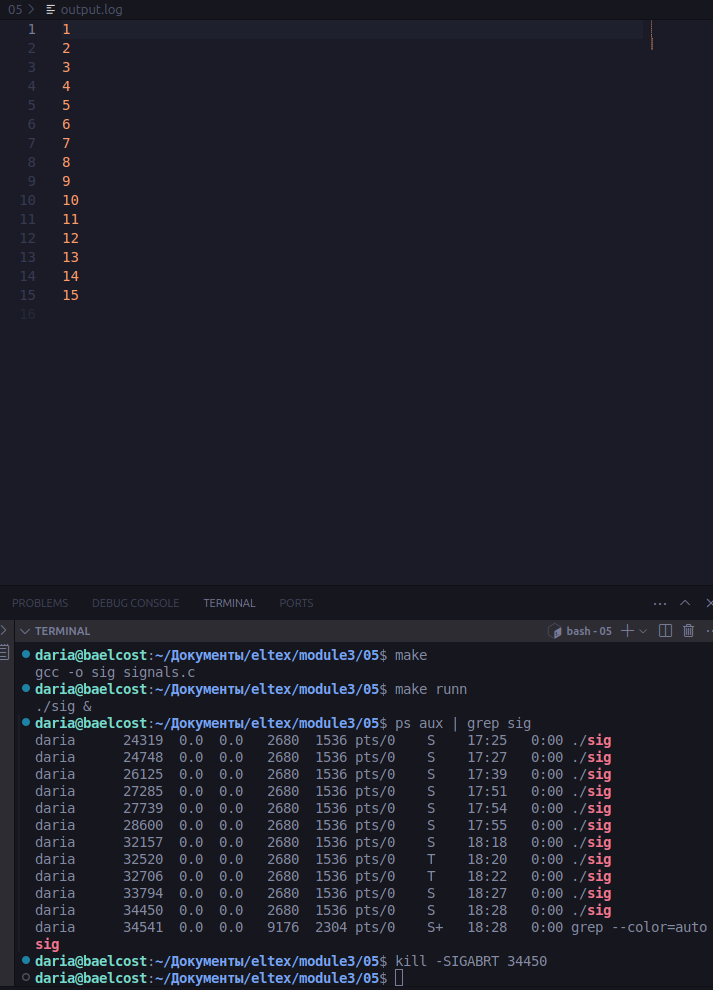 05 > output.log
1 1
2 2
3 3
4 4
5 5
6 6
7 7
8 8
9 9
10 10
11 11
12 12
13 13
14 14
15 15
16
PROBLEMS DEBUG CONSOLE TERMINAL PORTS
TERMINAL bash - 05
daria@baelcost:~/Документы/eltex/module3/05$ make
gcc -o sig signals.c
daria@baelcost:~/Документы/eltex/module3/05$ make runn
./sig &
daria@baelcost:~/Документы/eltex/module3/05$ ps aux | grep sig
daria 24319 0.0 0.0 2680 1536 pts/0 S 17:25 0:00 ./sig
daria 24748 0.0 0.0 2680 1536 pts/0 S 17:27 0:00 ./sig
daria 26125 0.0 0.0 2680 1536 pts/0 S 17:39 0:00 ./sig
daria 27285 0.0 0.0 2680 1536 pts/0 S 17:51 0:00 ./sig
daria 27739 0.0 0.0 2680 1536 pts/0 S 17:54 0:00 ./sig
daria 28600 0.0 0.0 2680 1536 pts/0 S 17:55 0:00 ./sig
daria 32157 0.0 0.0 2680 1536 pts/0 S 18:18 0:00 ./sig
daria 32520 0.0 0.0 2680 1536 pts/0 T 18:20 0:00 ./sig
daria 32706 0.0 0.0 2680 1536 pts/0 T 18:22 0:00 ./sig
daria 33794 0.0 0.0 2680 1536 pts/0 S 18:27 0:00 ./sig
daria 34450 0.0 0.0 2680 1536 pts/0 S 18:28 0:00 ./sig
daria 34541 0.0 0.0 9176 2304 pts/0 S+ 18:28 0:00 grep --color=auto
sig
daria@baelcost:~/Документы/eltex/module3/05$ kill -SIGABRT 34450
daria@baelcost:~/Документы/eltex/module3/05$